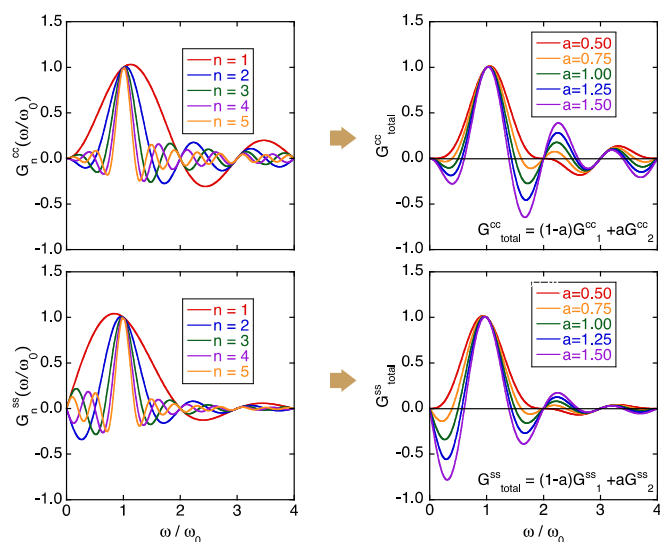 1.5
1.0
0.5
0.0
-0.5
-1.0
G_n^cc(ω/ω_0)
n = 1
n = 2
n = 3
n = 4
n = 5
1.5
1.0
0.5
0.0
-0.5
-1.0
G^cc_total
a=0.50
a=0.75
a=1.00
a=1.25
a=1.50
G^cc_total = (1-a)G^cc_1 +aG^cc_2
1.5
1.0
0.5
0.0
-0.5
-1.0
G_n^ss(ω/ω_0)
n = 1
n = 2
n = 3
n = 4
n = 5
0 1 2 3 4
ω / ω_0
1.5
1.0
0.5
0.0
-0.5
-1.0
G^ss_total
a=0.50
a=0.75
a=1.00
a=1.25
a=1.50
G^ss_total = (1-a)G^ss_1 +aG^ss_2
0 1 2 3 4
ω / ω_0